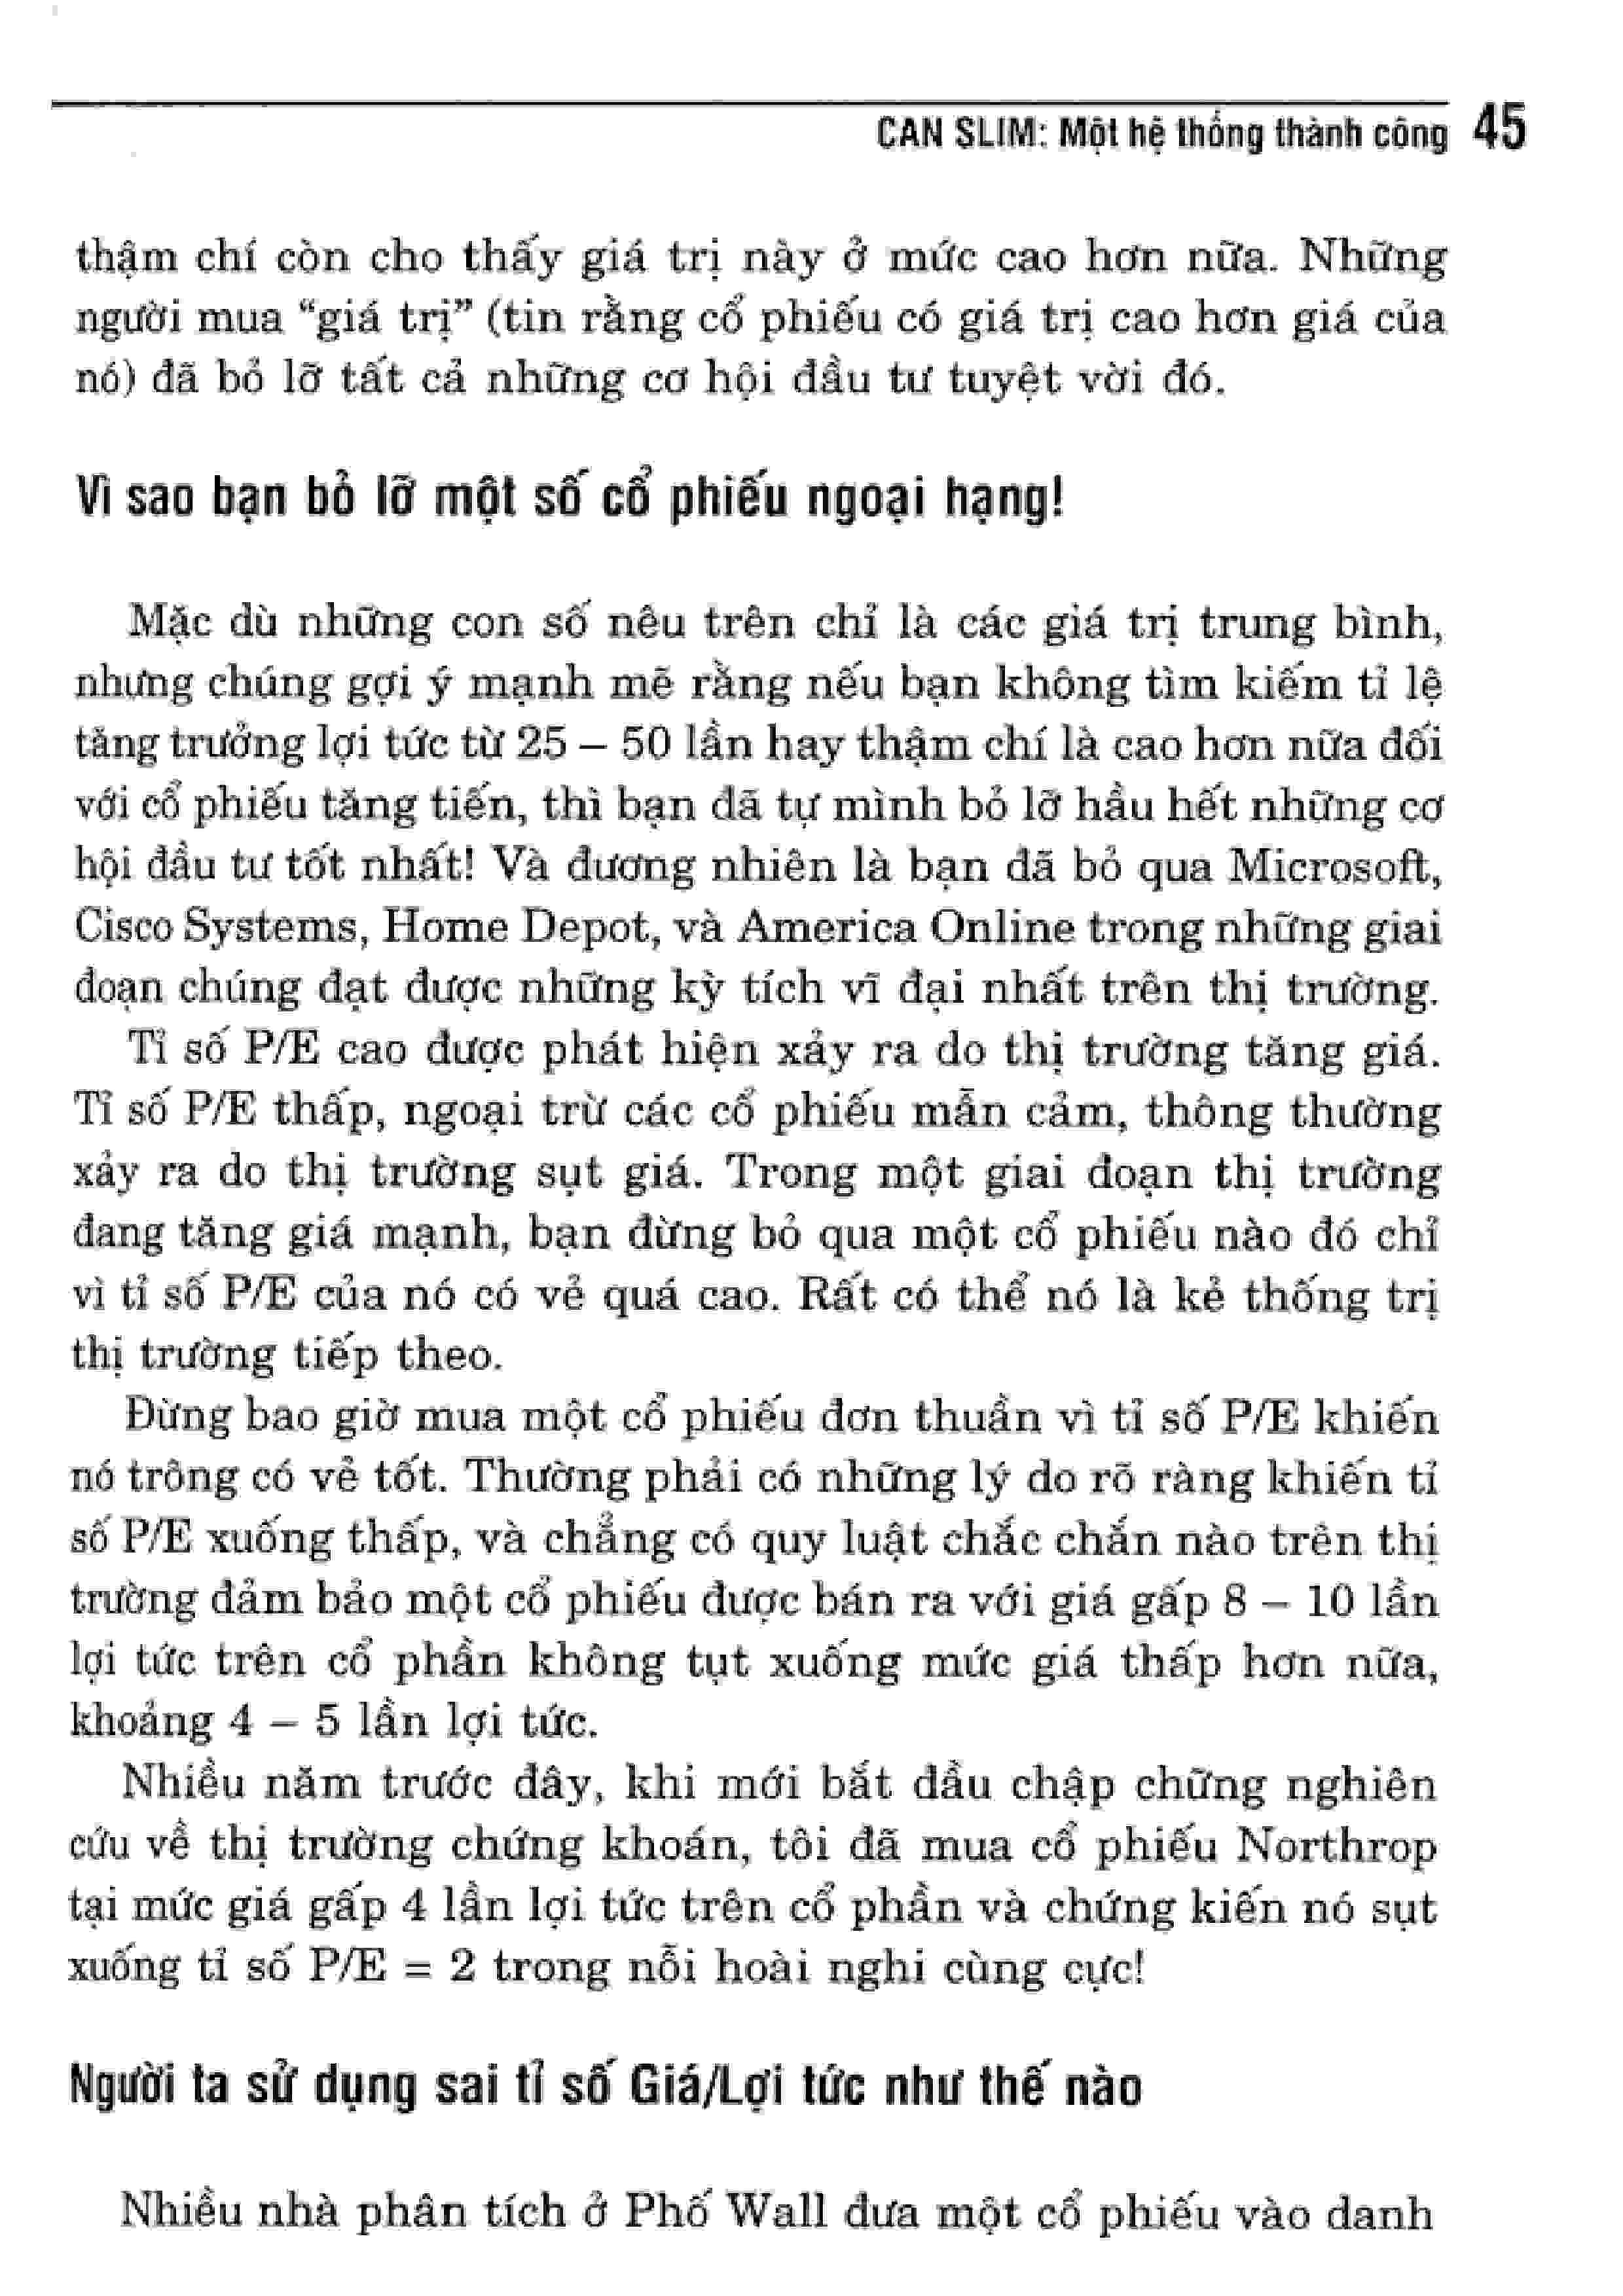 CAN SLIM: Một hệ thống thành công 45
thậm chí còn cho thấy giá trị này ở mức cao hơn nữa. Những
người mua “giá trị” (tin rằng cổ phiếu có giá trị cao hơn giá của
nó) đã bỏ lỡ tất cả những cơ hội đầu tư tuyệt vời đó.
Vì sao bạn bỏ lỡ một số cổ phiếu ngoại hạng!
Mặc dù những con số nêu trên chỉ là các giá trị trung bình,
nhưng chúng gợi ý mạnh mẽ rằng nếu bạn không tìm kiếm tỉ lệ
tăng trưởng lợi tức từ 25 – 50 lần hay thậm chí là cao hơn nữa đối
với cổ phiếu tăng tiến, thì bạn đã tự mình bỏ lỡ hầu hết những cơ
hội đầu tư tốt nhất! Và đương nhiên là bạn đã bỏ qua Microsoft,
Cisco Systems, Home Depot, và America Online trong những giai
đoạn chúng đạt được những kỳ tích vĩ đại nhất trên thị trường.
Tỉ số P/E cao được phát hiện xảy ra do thị trường tăng giá.
Tỉ số P/E thấp, ngoại trừ các cổ phiếu mẫn cảm, thông thường
xảy ra do thị trường sụt giá. Trong một giai đoạn thị trường
đang tăng giá mạnh, bạn đừng bỏ qua một cổ phiếu nào đó chỉ
vì tỉ số P/E của nó có vẻ quá cao. Rất có thể nó là kẻ thống trị
thị trường tiếp theo.
Đừng bao giờ mua một cổ phiếu đơn thuần vì tỉ số P/E khiến
nó trông có vẻ tốt. Thường phải có những lý do rõ ràng khiến tỉ
số P/E xuống thấp, và chẳng có quy luật chắc chắn nào trên thị
trường đảm bảo một cổ phiếu được bán ra với giá gấp 8 – 10 lần
lợi tức trên cổ phần không tụt xuống mức giá thấp hơn nữa,
khoảng 4 – 5 lần lợi tức.
Nhiều năm trước đây, khi mới bắt đầu chập chững nghiên
cứu về thị trường chứng khoán, tôi đã mua cổ phiếu Northrop
tại mức giá gấp 4 lần lợi tức trên cổ phần và chứng kiến nó sụt
xuống tỉ số P/E = 2 trong nỗi hoài nghi cùng cực!
Người ta sử dụng sai tỉ số Giá/Lợi tức như thế nào
Nhiều nhà phân tích ở Phố Wall đưa một cổ phiếu vào danh